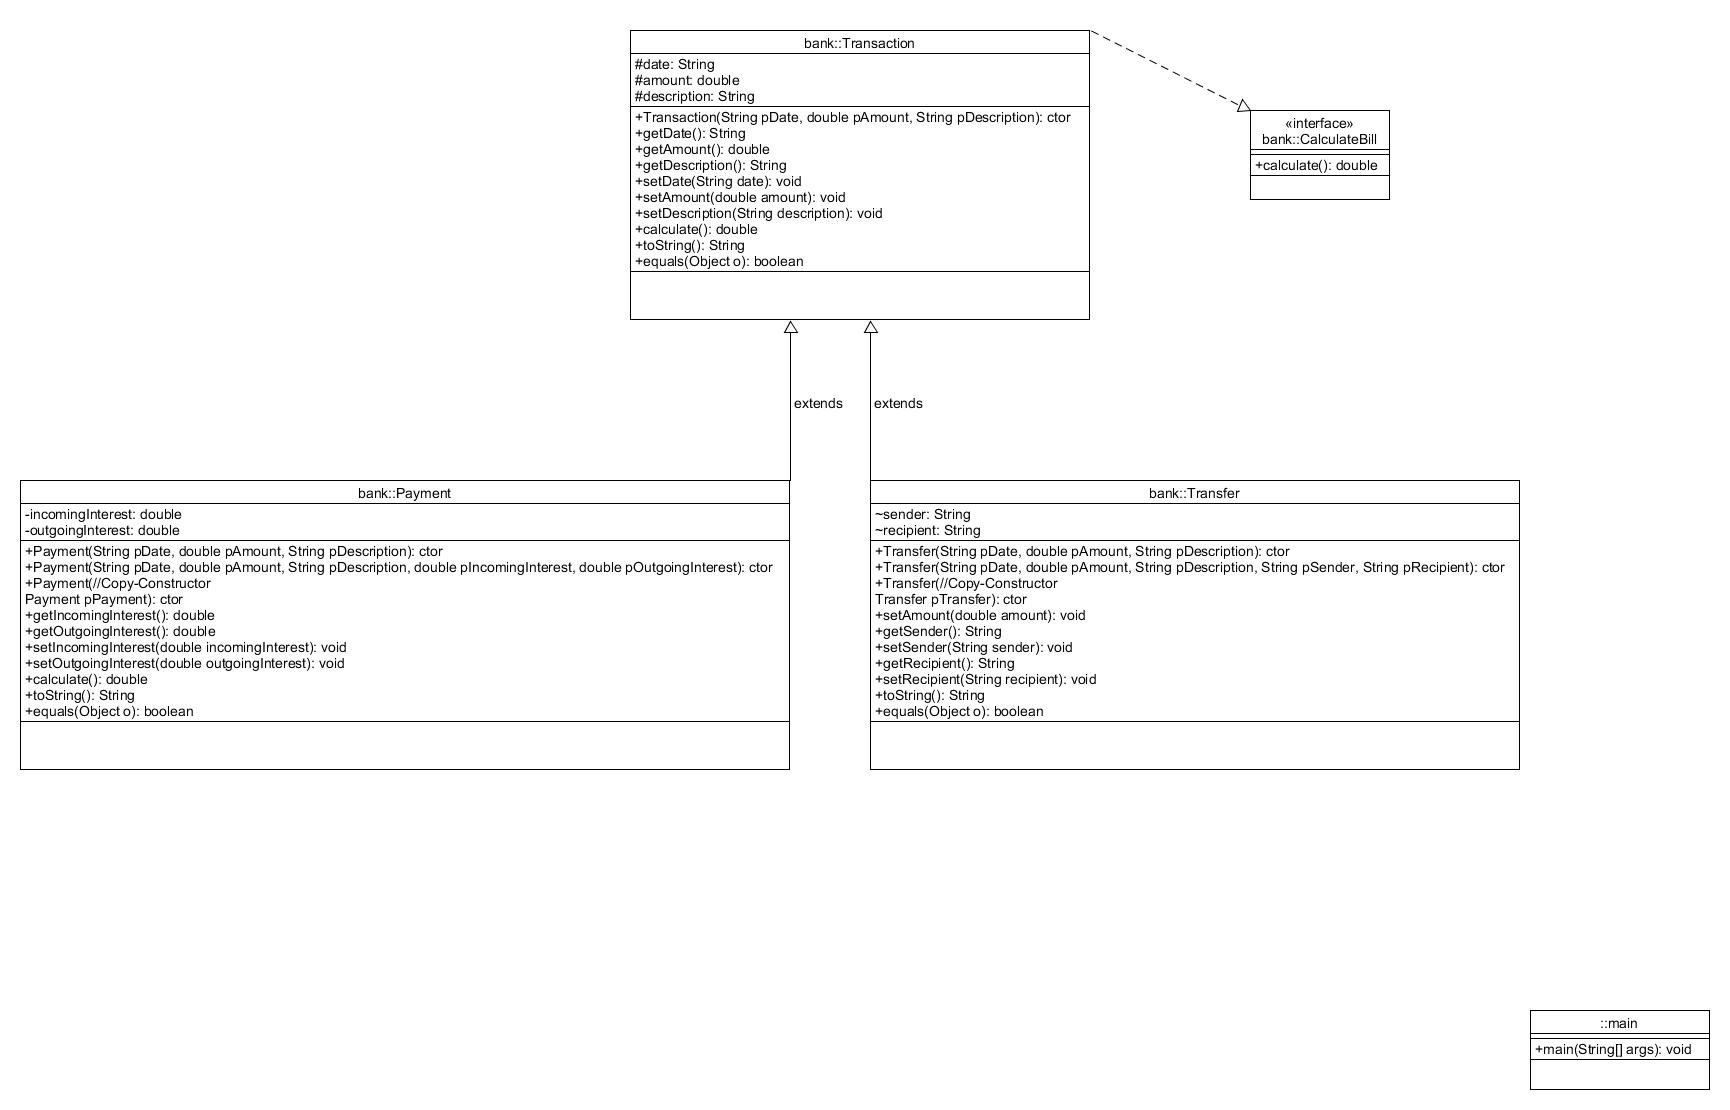 bank::Transaction
#date: String
#amount: double
#description: String
+Transaction(String pDate, double pAmount, String pDescription): ctor
+getDate(): String
+getAmount(): double
+getDescription(): String
+setDate(String date): void
+setAmount(double amount): void
+setDescription(String description): void
+calculate(): double
+toString(): String
+equals(Object o): boolean
«interface»
bank::CalculateBill
+calculate(): double
extends
extends
bank::Payment
-incomingInterest: double
-outgoingInterest: double
+Payment(String pDate, double pAmount, String pDescription): ctor
+Payment(String pDate, double pAmount, String pDescription, double pIncomingInterest, double pOutgoingInterest): ctor
+Payment(//Copy-Constructor
Payment pPayment): ctor
+getIncomingInterest(): double
+getOutgoingInterest(): double
+setIncomingInterest(double incomingInterest): void
+setOutgoingInterest(double outgoingInterest): void
+calculate(): double
+toString(): String
+equals(Object o): boolean
bank::Transfer
~sender: String
~recipient: String
+Transfer(String pDate, double pAmount, String pDescription): ctor
+Transfer(String pDate, double pAmount, String pDescription, String pSender, String pRecipient): ctor
+Transfer(//Copy-Constructor
Transfer pTransfer): ctor
+setAmount(double amount): void
+getSender(): String
+setSender(String sender): void
+getRecipient(): String
+setRecipient(String recipient): void
+toString(): String
+equals(Object o): boolean
::main
+main(String[] args): void